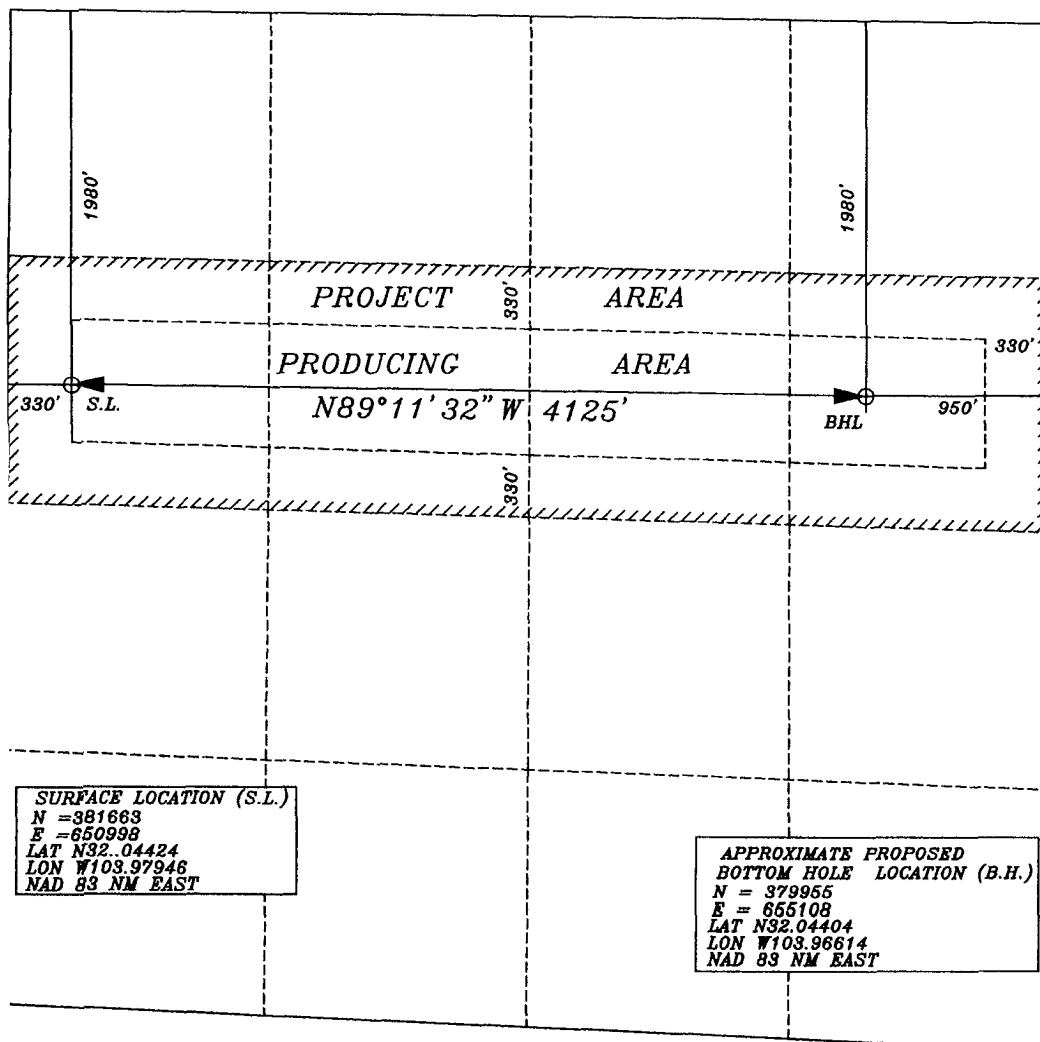 1980'
1980'
PROJECT 330' AREA
330'
PRODUCING AREA
330' S.L. N89°11'32" W 4125' BHL 950'
330'
SURFACE LOCATION (S.L.)
N =381663
E =650998
LAT N32..04424
LON W103.97946
NAD 83 NM EAST
APPROXIMATE PROPOSED
BOTTOM HOLE LOCATION (B.H.)
N = 379955
E = 655108
LAT N32.04404
LON W103.96614
NAD 83 NM EAST